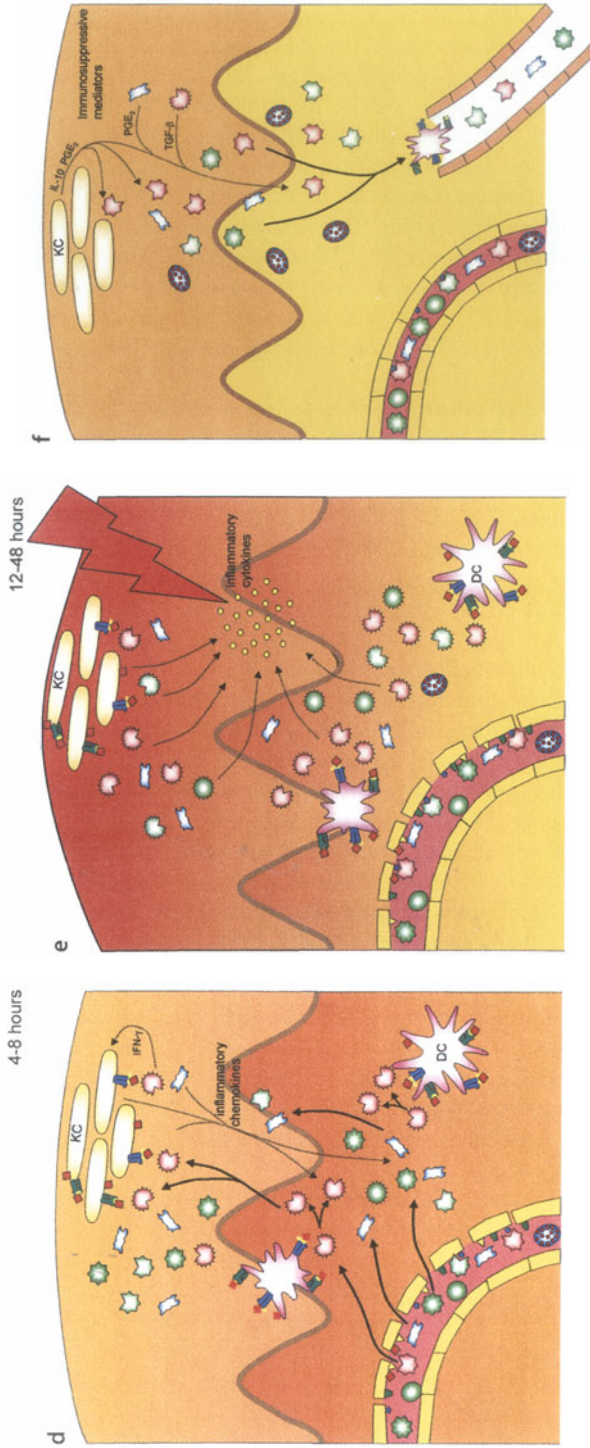 d
4-8 hours
KC
IFN-γ
inflammatory
chemokines
DC
e
12-48 hours
KC
inflammatory
cytokines
DC
f
KC
IL-10 PGE₂
Immunosuppressive
mediators
PGE₂
TGF-β